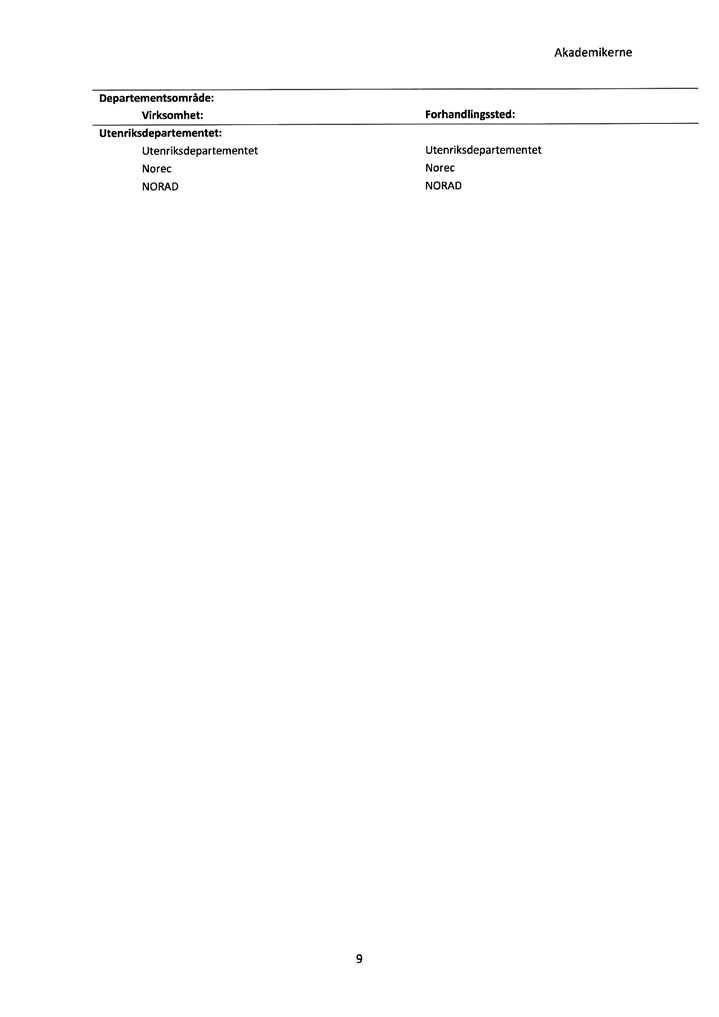 Akademikerne
Departementsområde:
Virksomhet: Forhandlingssted:
Utenriksdepartementet:
Utenriksdepartementet Utenriksdepartementet
Norec Norec
NORAD NORAD
9